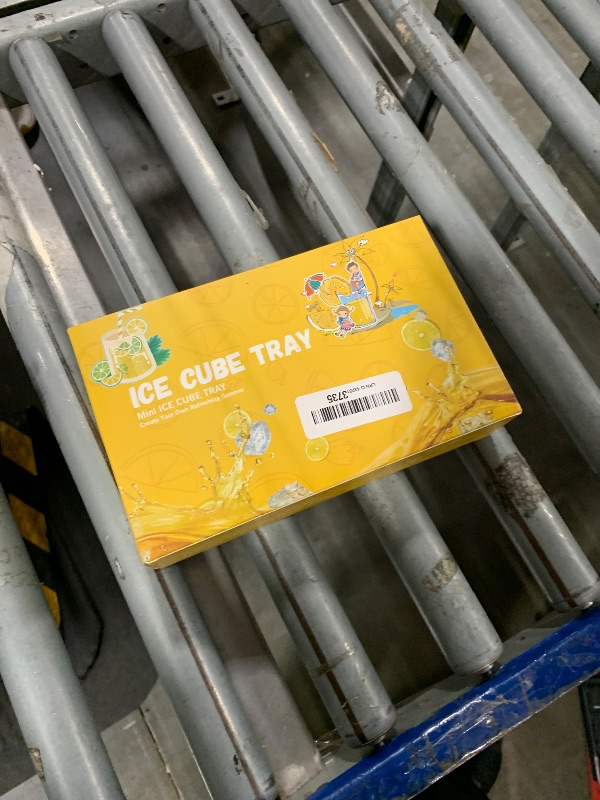 ICE CUBE TRAY
Mini ICE CUBE TRAY
Create Your Own Refreshing Summer
3735